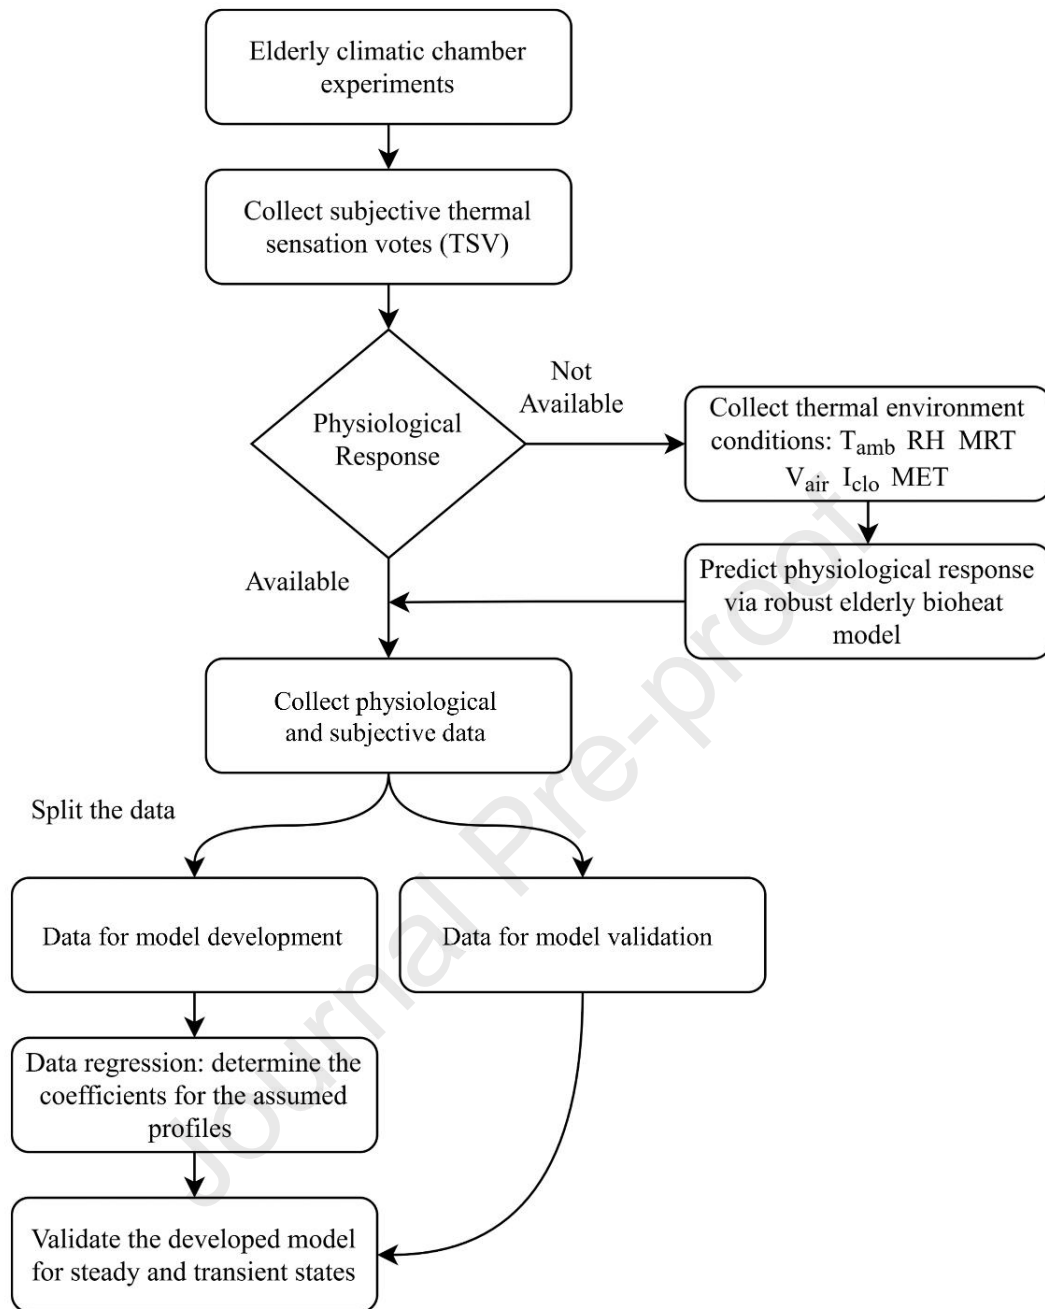 Elderly climatic chamber
experiments
Collect subjective thermal
sensation votes (TSV)
Physiological
Response
Not
Available
Collect thermal environment
conditions: Tamb RH MRT
Vair Iclo MET
Available
Predict physiological response
via robust elderly bioheat
model
Collect physiological
and subjective data
Split the data
Data for model development
Data for model validation
Data regression: determine the
coefficients for the assumed
profiles
Validate the developed model
for steady and transient states
Journal Pre-proof